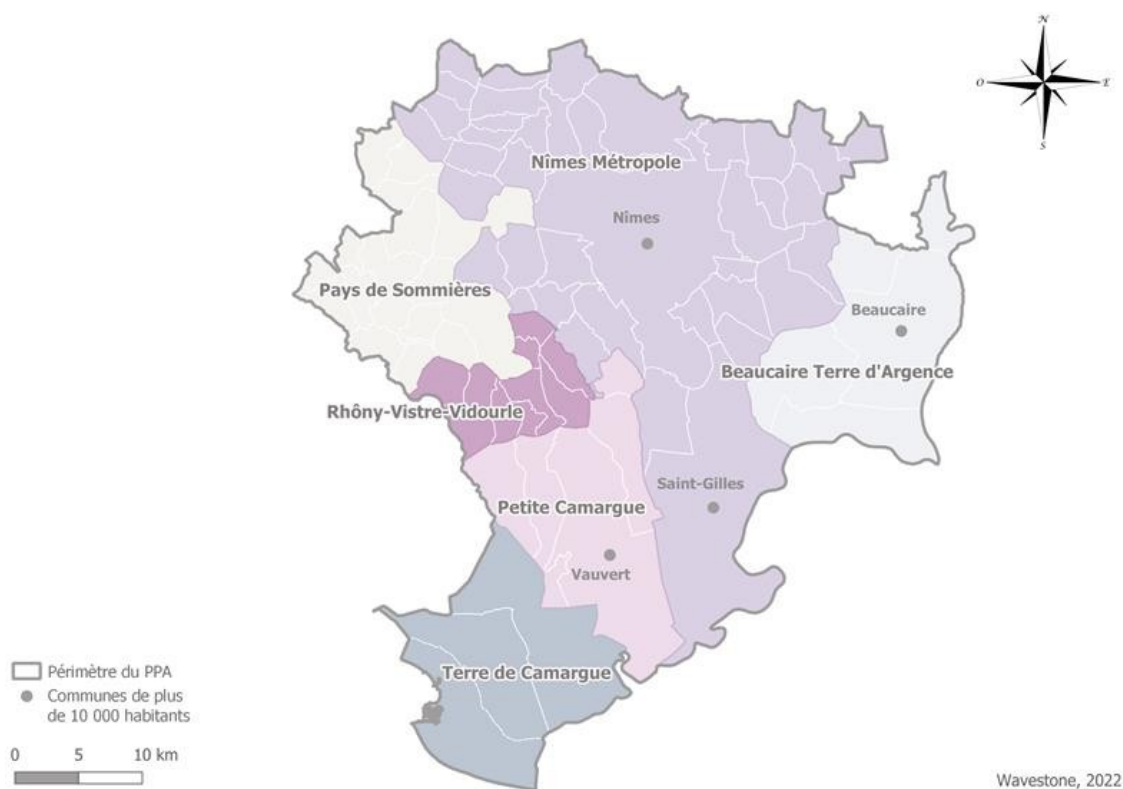 N
O
E
S
Nîmes Métropole
Nîmes
Pays de Sommières
Beaucaire
Beaucaire Terre d'Argence
Rhôny-Vistre-Vidourle
Saint-Gilles
Petite Camargue
Vauvert
Terre de Camargue
Périmètre du PPA
Communes de plus
de 10 000 habitants
0 5 10 km
Wavestone, 2022